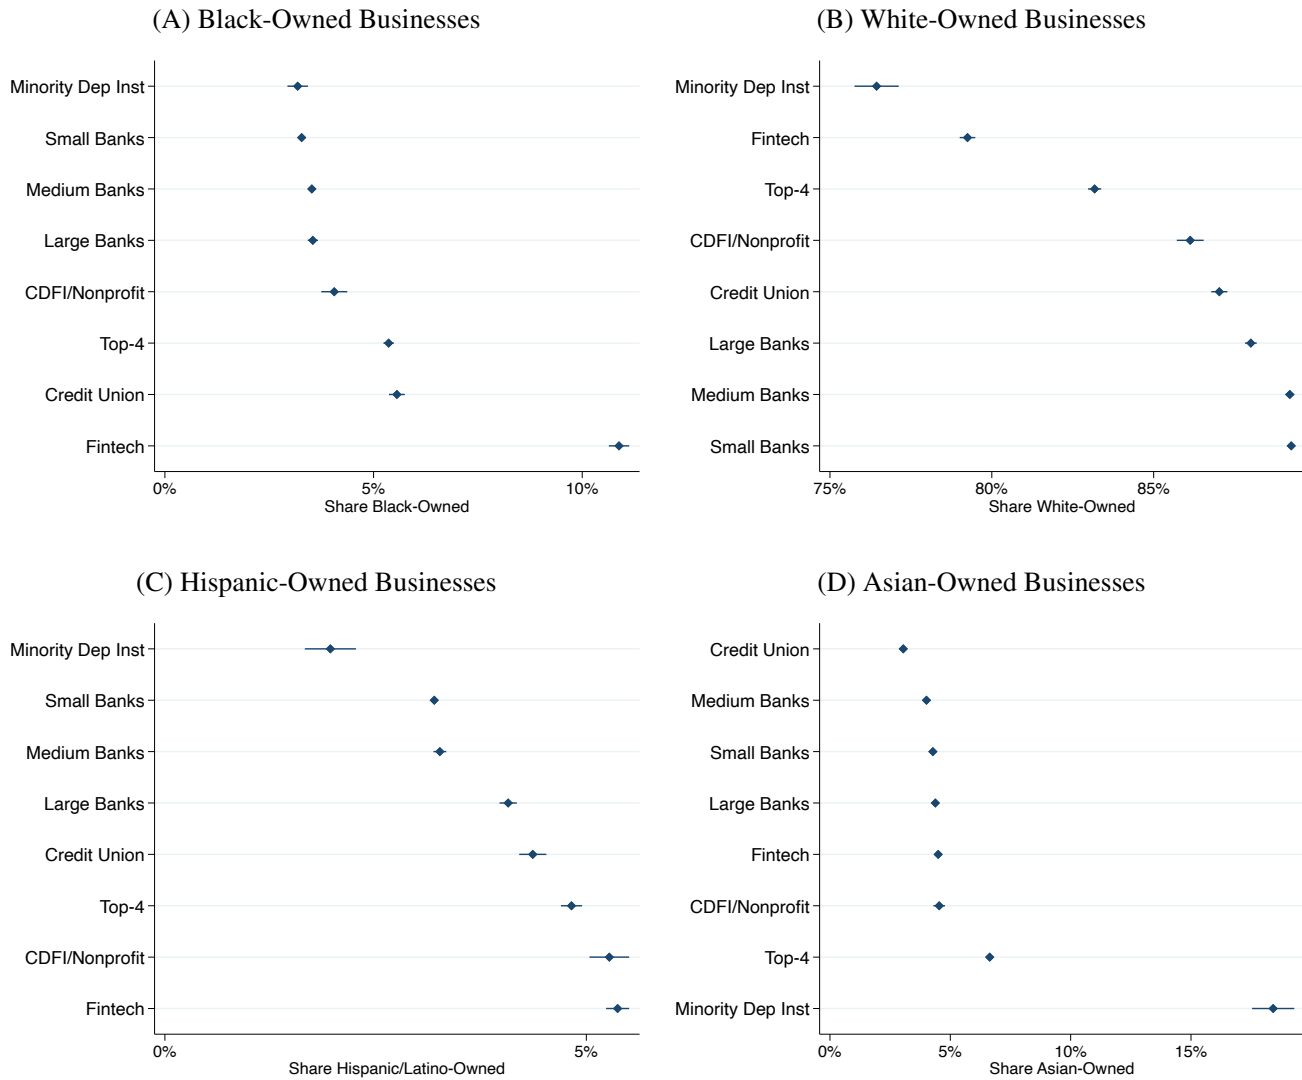 (A) Black-Owned Businesses
Minority Dep Inst
Small Banks
Medium Banks
Large Banks
CDFI/Nonprofit
Top-4
Credit Union
Fintech
0% 5% 10%
Share Black-Owned
(B) White-Owned Businesses
Minority Dep Inst
Fintech
Top-4
CDFI/Nonprofit
Credit Union
Large Banks
Medium Banks
Small Banks
75% 80% 85%
Share White-Owned
(C) Hispanic-Owned Businesses
Minority Dep Inst
Small Banks
Medium Banks
Large Banks
Credit Union
Top-4
CDFI/Nonprofit
Fintech
0% 5%
Share Hispanic/Latino-Owned
(D) Asian-Owned Businesses
Credit Union
Medium Banks
Small Banks
Large Banks
Fintech
CDFI/Nonprofit
Top-4
Minority Dep Inst
0% 5% 10% 15%
Share Asian-Owned